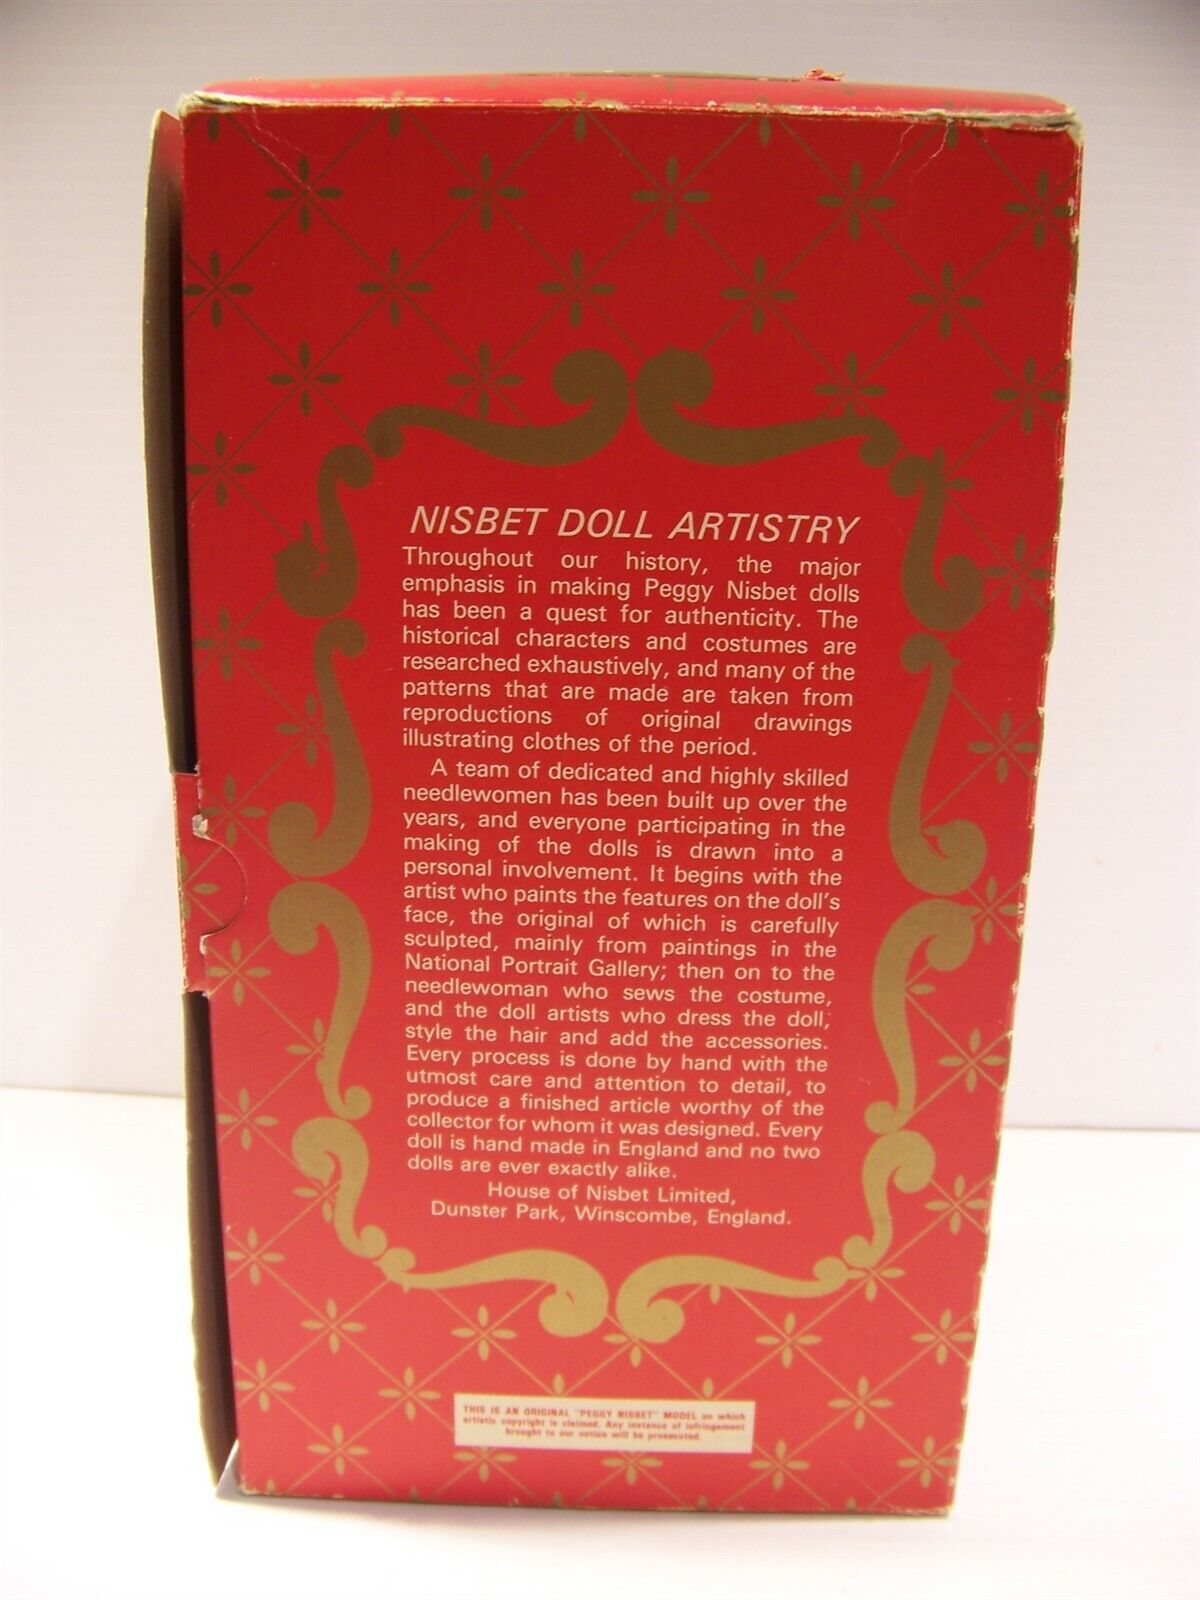 NISBET DOLL ARTISTRY
Throughout our history, the major
emphasis in making Peggy Nisbet dolls
has been a quest for authenticity. The
historical characters and costumes are
researched exhaustively, and many of the
patterns that are made are taken from
reproductions of original drawings
illustrating clothes of the period.
A team of dedicated and highly skilled
needlewomen has been built up over the
years, and everyone participating in the
making of the dolls is drawn into a
personal involvement. It begins with the
artist who paints the features on the doll's
face, the original of which is carefully
sculpted, mainly from paintings in the
National Portrait Gallery; then on to the
needlewoman who sews the costume,
and the doll artists who dress the doll,
style the hair and add the accessories.
Every process is done by hand with the
utmost care and attention to detail, to
produce a finished article worthy of the
collector for whom it was designed. Every
doll is hand made in England and no two
dolls are ever exactly alike.
House of Nisbet Limited,
Dunster Park, Winscombe, England.
THIS IS AN ORIGINAL "PEGGY NISBET" MODEL on which
artistic copyright is claimed. Any instance of infringement
brought to our notice will be prosecuted.